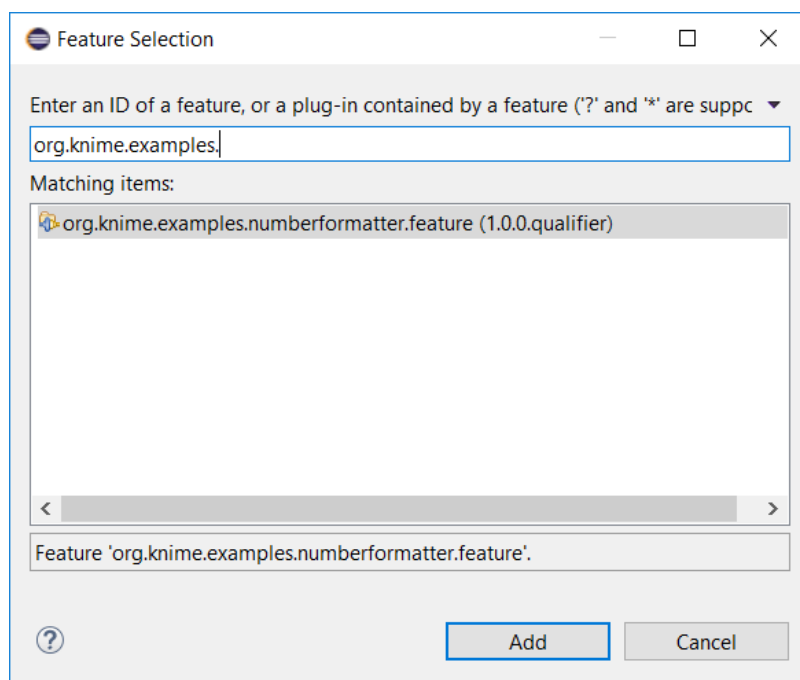 Feature Selection
Enter an ID of a feature, or a plug-in contained by a feature ('?' and '*' are suppc
org.knime.examples.
Matching items:
org.knime.examples.numberformatter.feature (1.0.0.qualifier)
Feature 'org.knime.examples.numberformatter.feature'.
Add Cancel